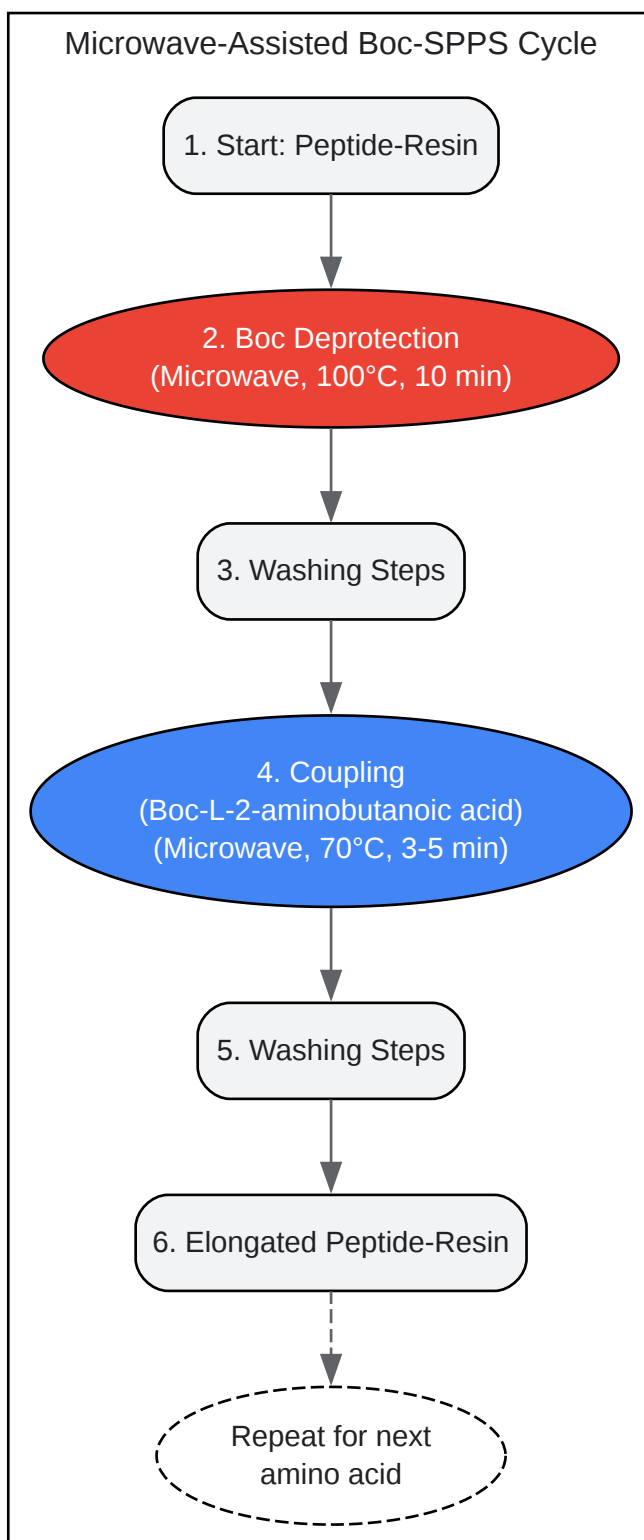 Microwave-Assisted Boc-SPPS Cycle
1. Start: Peptide-Resin
2. Boc Deprotection
(Microwave, 100°C, 10 min)
3. Washing Steps
4. Coupling
(Boc-L-2-aminobutanoic acid)
(Microwave, 70°C, 3-5 min)
5. Washing Steps
6. Elongated Peptide-Resin
Repeat for next
amino acid